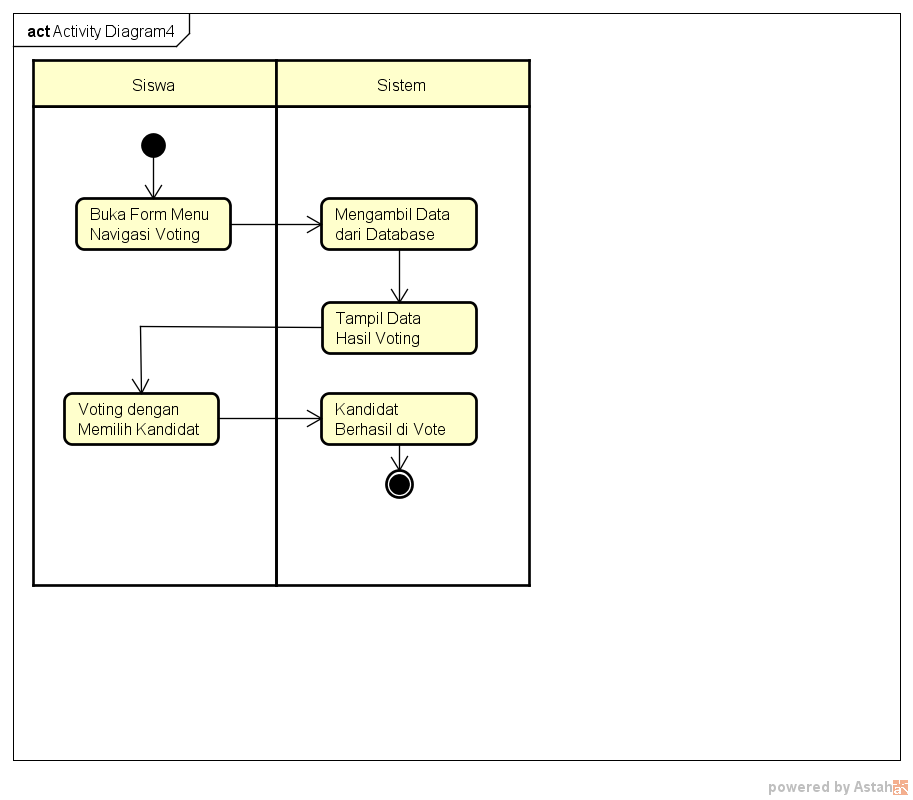 act Activity Diagram4
Siswa
Sistem
Buka Form Menu
Navigasi Voting
Mengambil Data
dari Database
Tampil Data
Hasil Voting
Voting dengan
Memilih Kandidat
Kandidat
Berhasil di Vote
powered by Astah